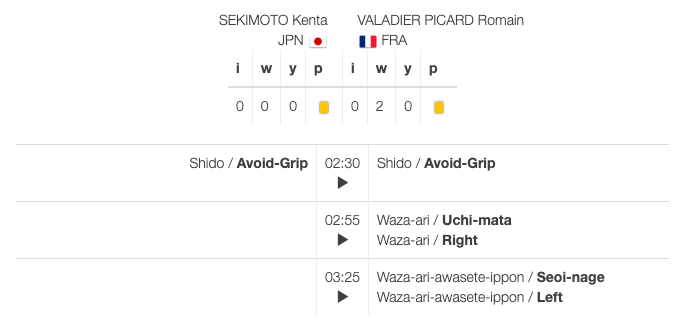 SEKIMOTO Kenta VALADIER PICARD Romain
JPN FRA
i w y p i w y p
0 0 0 0 2 0
Shido / Avoid-Grip 02:30 Shido / Avoid-Grip
02:55 Waza-ari / Uchi-mata
Waza-ari / Right
03:25 Waza-ari-awasete-ippon / Seoi-nage
Waza-ari-awasete-ippon / Left